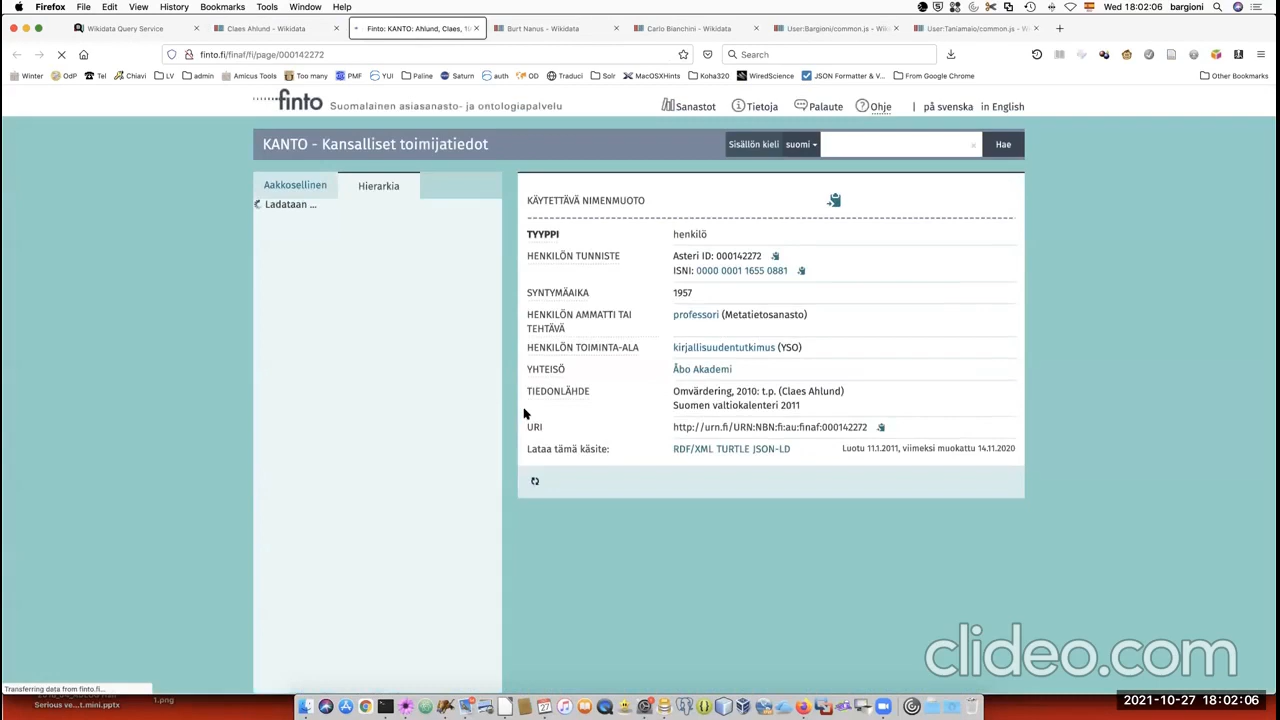 Firefox File Edit View History Bookmarks Tools Window Help Wed 18:02:06 bargioni
Wikidata Query Service Claes Ahlund - Wikidata Finto: KANTO: Ahlund, Claes, Burt Nanus - Wikidata Carlo Bianchini - Wikidata User:Bargioni/common.js - User:Taniamaio/common.js -
finto.fi/finaf/fi/page/000142272 Search
Winter OdP Tel Chiavi LV admin Amicus Tools Too many PMF YUI Paline Saturn auth OD Traduci Solr MacOSXHints Koha320 WiredScience JSON Formatter & V... From Google Chrome Other Bookmarks
finto Suomalainen asiasanasto- ja ontologiapalvelu Sanastot Tietoja Palaute Ohje | på svenska in English
KANTO - Kansalliset toimijatiedot Sisällön kieli suomi Hae
Aakkosellinen Hierarkia
Ladataan ...
KÄYTETTÄVÄ NIMENMUOTO
TYYPPI henkilö
HENKILÖN TUNNISTE Asteri ID: 000142272
ISNI: 0000 0001 1655 0881
SYNTYMÄAIKA 1957
HENKILÖN AMMATTI TAI TEHTÄVÄ professori (Metatietosanasto)
HENKILÖN TOIMINTA-ALA kirjallisuudentutkimus (YSO)
YHTEISÖ Åbo Akademi
TIEDONLÄHDE Omvärdering, 2010: t.p. (Claes Ahlund)
Suomen valtiokalenteri 2011
URI http://urn.fi/URN:NBN:fi:au:finaf:000142272
Lataa tämä käsite: RDF/XML TURTLE JSON-LD Luotu 11.1.2011, viimeksi muokattu 14.11.2020
clideo.com
Transferring data from finto.fi...
Serious ve...t.mini.pptx 1.png
2021-10-27 18:02:06